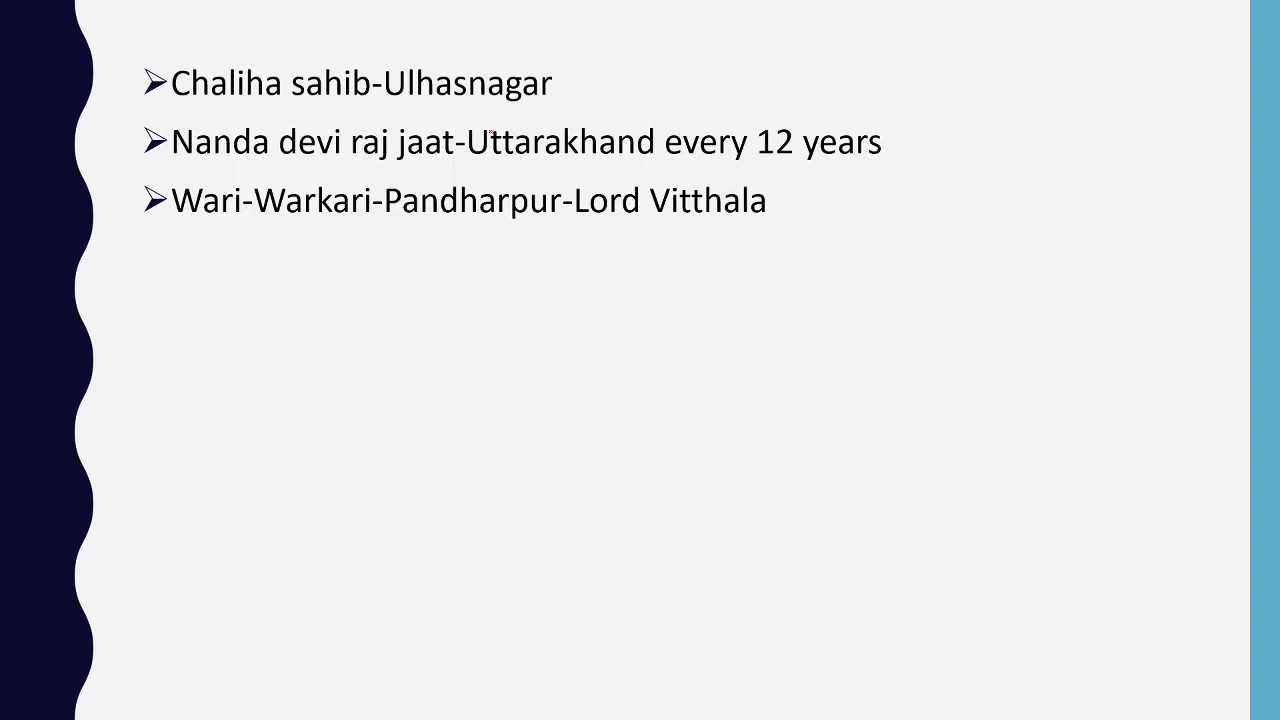 ➢Chaliha sahib-Ulhasnagar
➢Nanda devi raj jaat-Uttarakhand every 12 years
➢Wari-Warkari-Pandharpur-Lord Vitthala